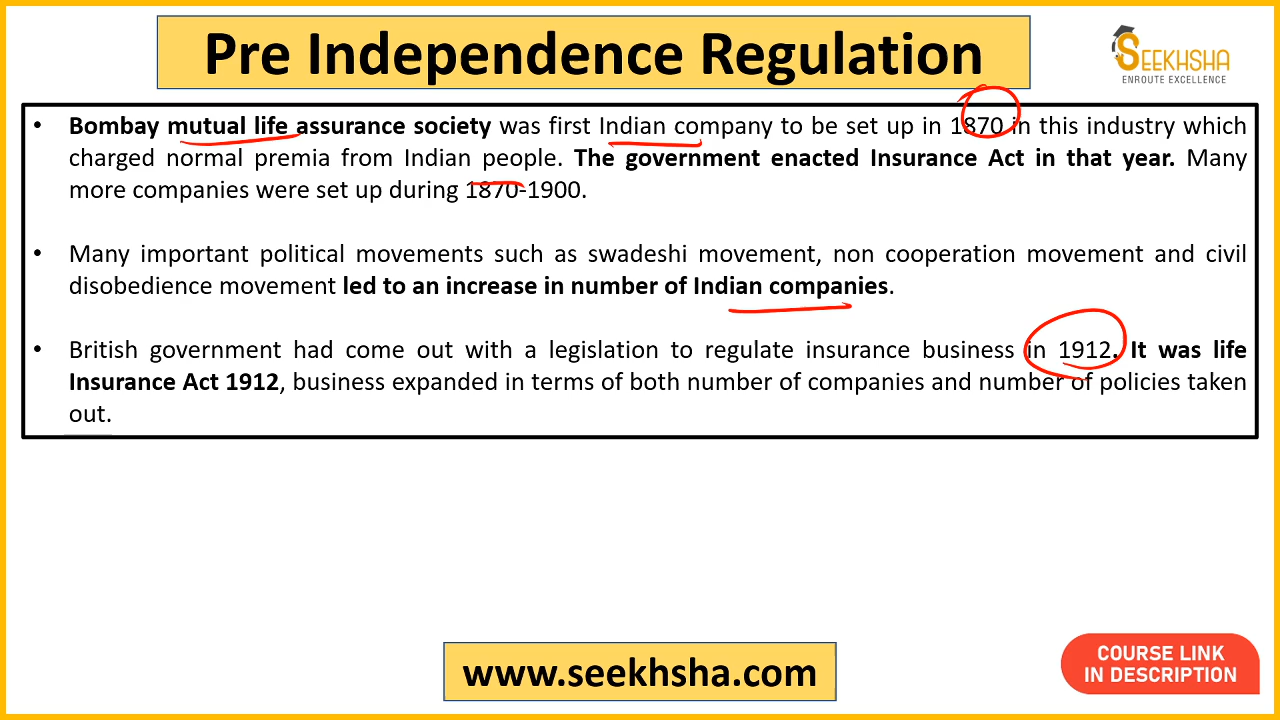 Pre Independence Regulation
SEEKHSHA
ENROUTE EXCELLENCE
• Bombay mutual life assurance society was first Indian company to be set up in 1870 in this industry which
charged normal premia from Indian people. The government enacted Insurance Act in that year. Many
more companies were set up during 1870-1900.
• Many important political movements such as swadeshi movement, non cooperation movement and civil
disobedience movement led to an increase in number of Indian companies.
• British government had come out with a legislation to regulate insurance business in 1912. It was life
Insurance Act 1912, business expanded in terms of both number of companies and number of policies taken
out.
www.seekhsha.com
COURSE LINK
IN DESCRIPTION